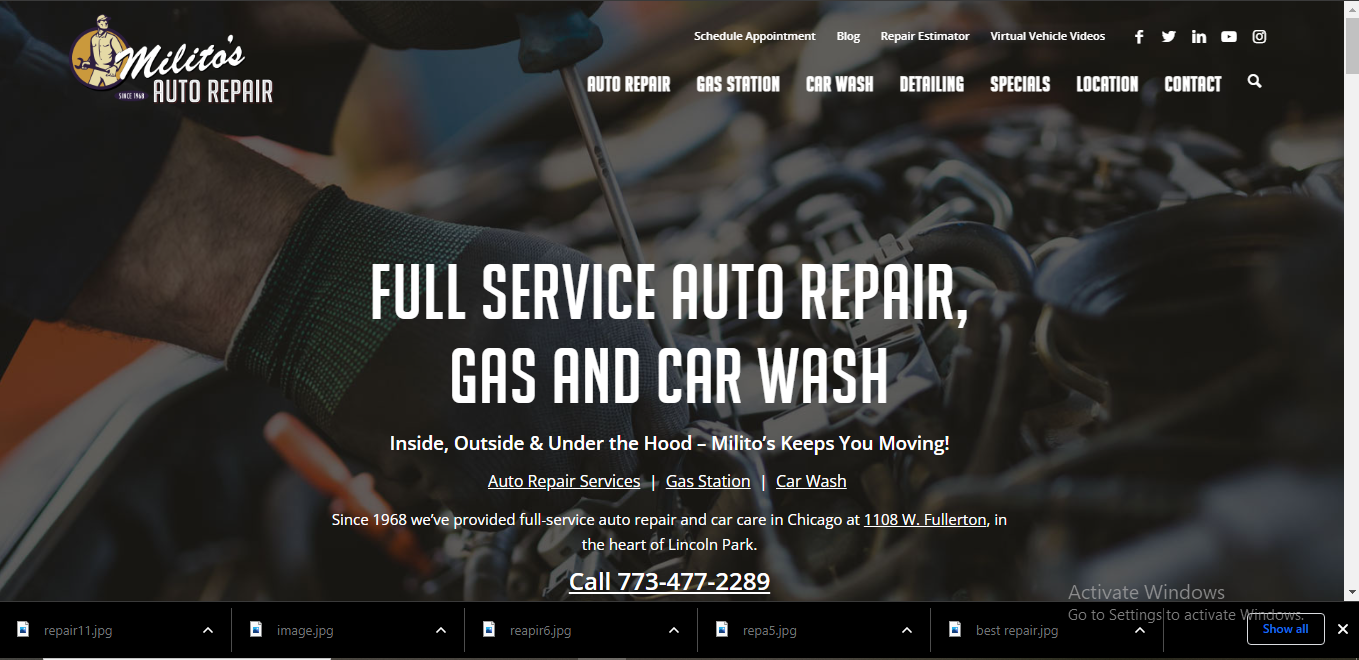 Milito's
SINCE 1968 AUTO REPAIR
Schedule Appointment Blog Repair Estimator Virtual Vehicle Videos
AUTO REPAIR GAS STATION CAR WASH DETAILING SPECIALS LOCATION CONTACT
FULL SERVICE AUTO REPAIR,
GAS AND CAR WASH
Inside, Outside & Under the Hood – Milito’s Keeps You Moving!
Auto Repair Services | Gas Station | Car Wash
Since 1968 we’ve provided full-service auto repair and car care in Chicago at 1108 W. Fullerton, in
the heart of Lincoln Park.
Call 773-477-2289
Activate Windows
Go to Settings to activate Windows.
repair11.jpg image.jpg reapir6.jpg repa5.jpg best repair.jpg Show all